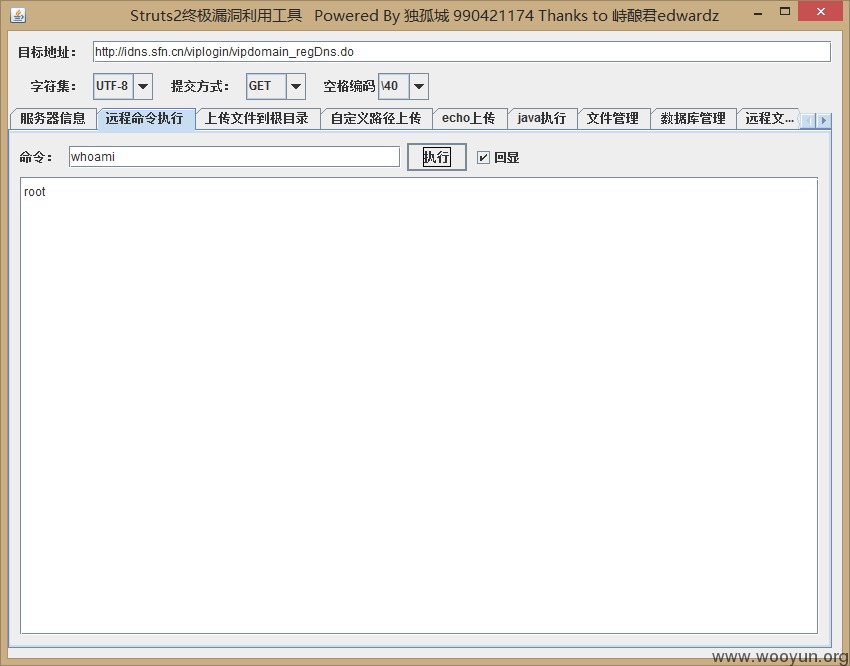 Struts2终极漏洞利用工具 Powered By 独孤城 990421174 Thanks to 峙酿君edwardz
目标地址： http://idns.sfn.cn/viplogin/vipdomain_regDns.do
字符集： UTF-8 提交方式： GET 空格编码 \40
服务器信息 远程命令执行 上传文件到根目录 自定义路径上传 echo上传 java执行 文件管理 数据库管理 远程文...
命令： whoami 执行 回显
root
www.wooyun.org